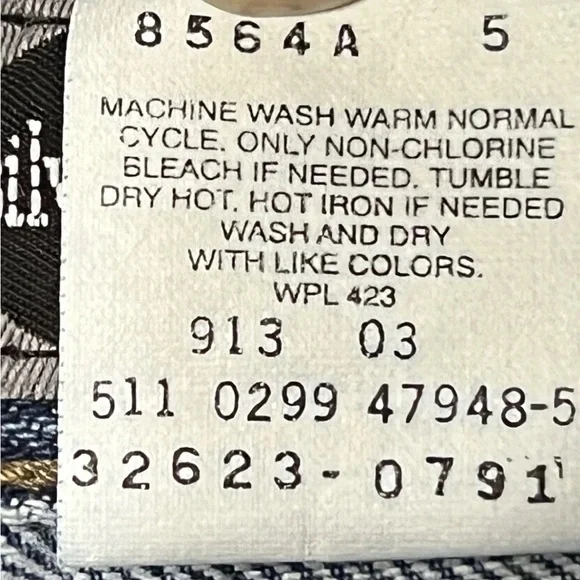 8564A 5
MACHINE WASH WARM NORMAL
CYCLE. ONLY NON-CHLORINE
BLEACH IF NEEDED. TUMBLE
DRY HOT. HOT IRON IF NEEDED
WASH AND DRY
WITH LIKE COLORS.
WPL 423
913 03
511 0299 47948-5
32623-0791